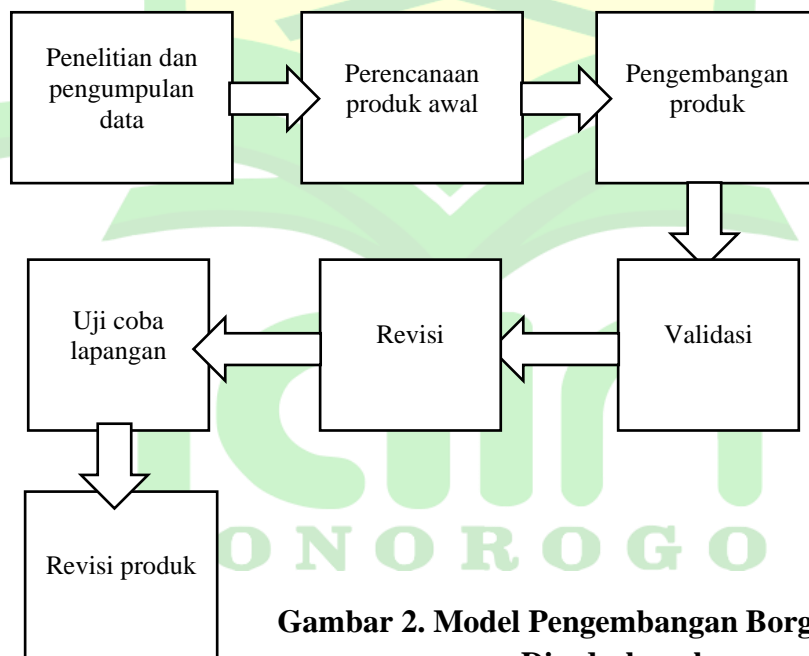 Penelitian dan
pengumpulan
data
Perencanaan
produk awal
Pengembangan
produk
Validasi
Revisi
Uji coba
lapangan
Revisi produk
ONOROGO
Gambar 2. Model Pengembangan Borg